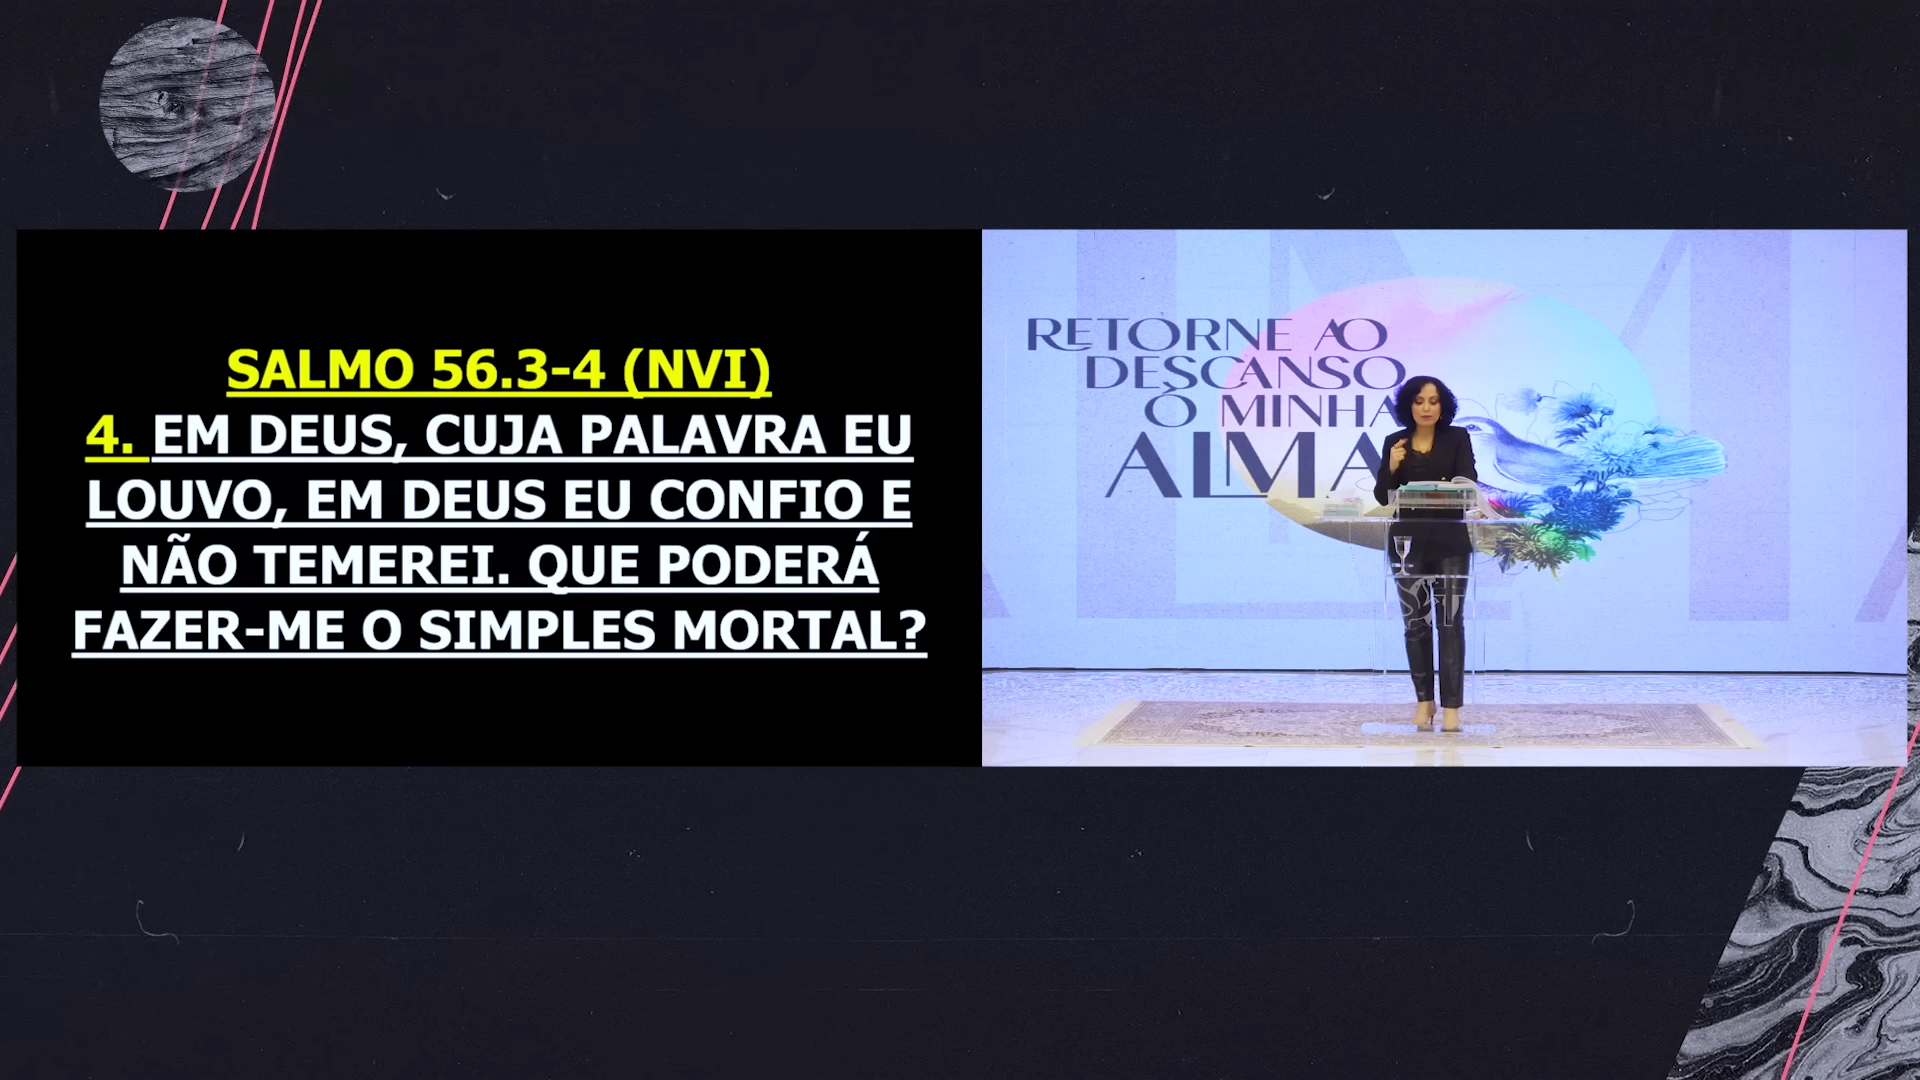 SALMO 56.3-4 (NVI)
4. EM DEUS, CUJA PALAVRA EU
LOUVO, EM DEUS EU CONFIO E
NÃO TEMEREI. QUE PODERÁ
FAZER-ME O SIMPLES MORTAL?
RETORNE AO
DESCANSO
Ó MINHA
ALMA